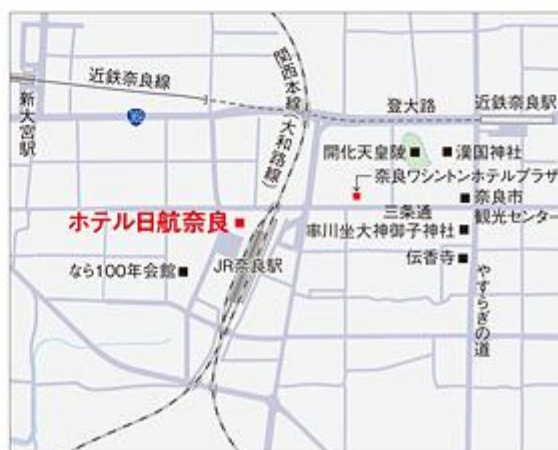 関西本線(大和路線)
近鉄奈良線
新大宮駅
登大路
近鉄奈良駅
開化天皇陵
漢国神社
奈良ワシントンホテルプラザ
奈良市
観光センター
三条通
ホテル日航奈良
率川坐大神御子神社
伝香寺
なら100年会館
JR奈良駅
やすらぎの道